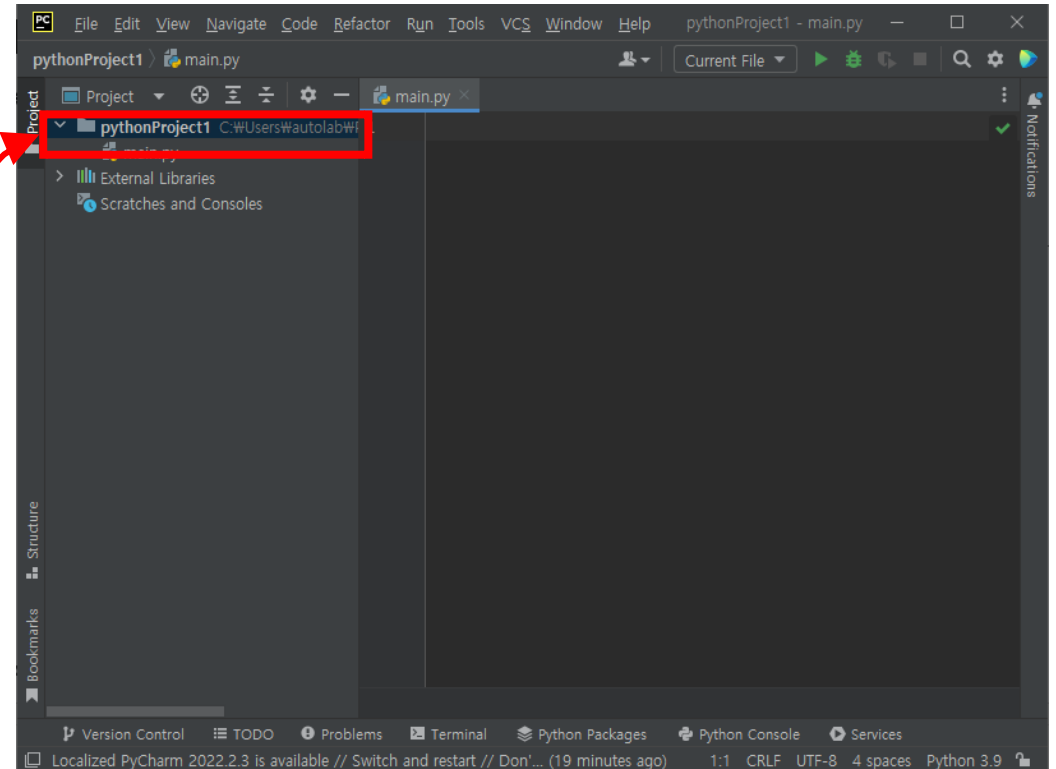 PC File Edit View Navigate Code Refactor Run Tools VCS Window Help pythonProject1 - main.py
pythonProject1 main.py Current File
Project main.py
Project
pythonProject1 C:₩Users₩autolab₩
main.py
External Libraries
Scratches and Consoles
Notifications
Structure
Bookmarks
Version Control TODO Problems Terminal Python Packages Python Console Services
Localized PyCharm 2022.2.3 is available // Switch and restart // Don'... (19 minutes ago) 1:1 CRLF UTF-8 4 spaces Python 3.9